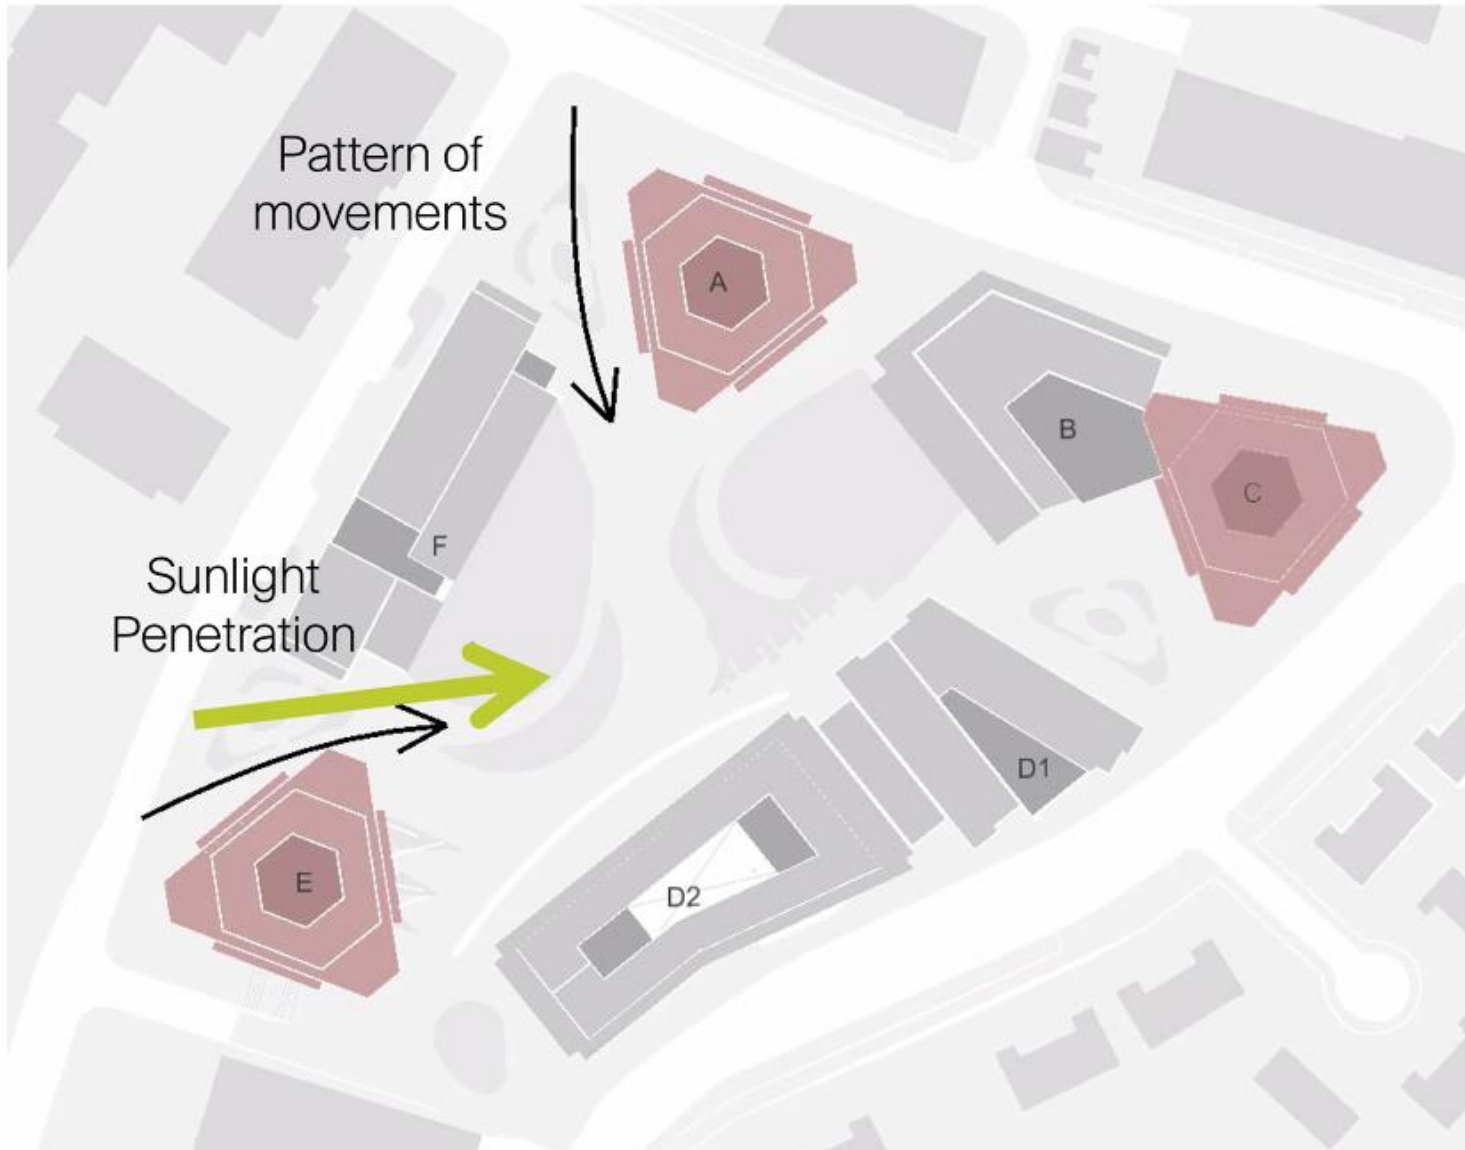 Pattern of
movements
A
B
C
F
Sunlight
Penetration
D1
E
D2